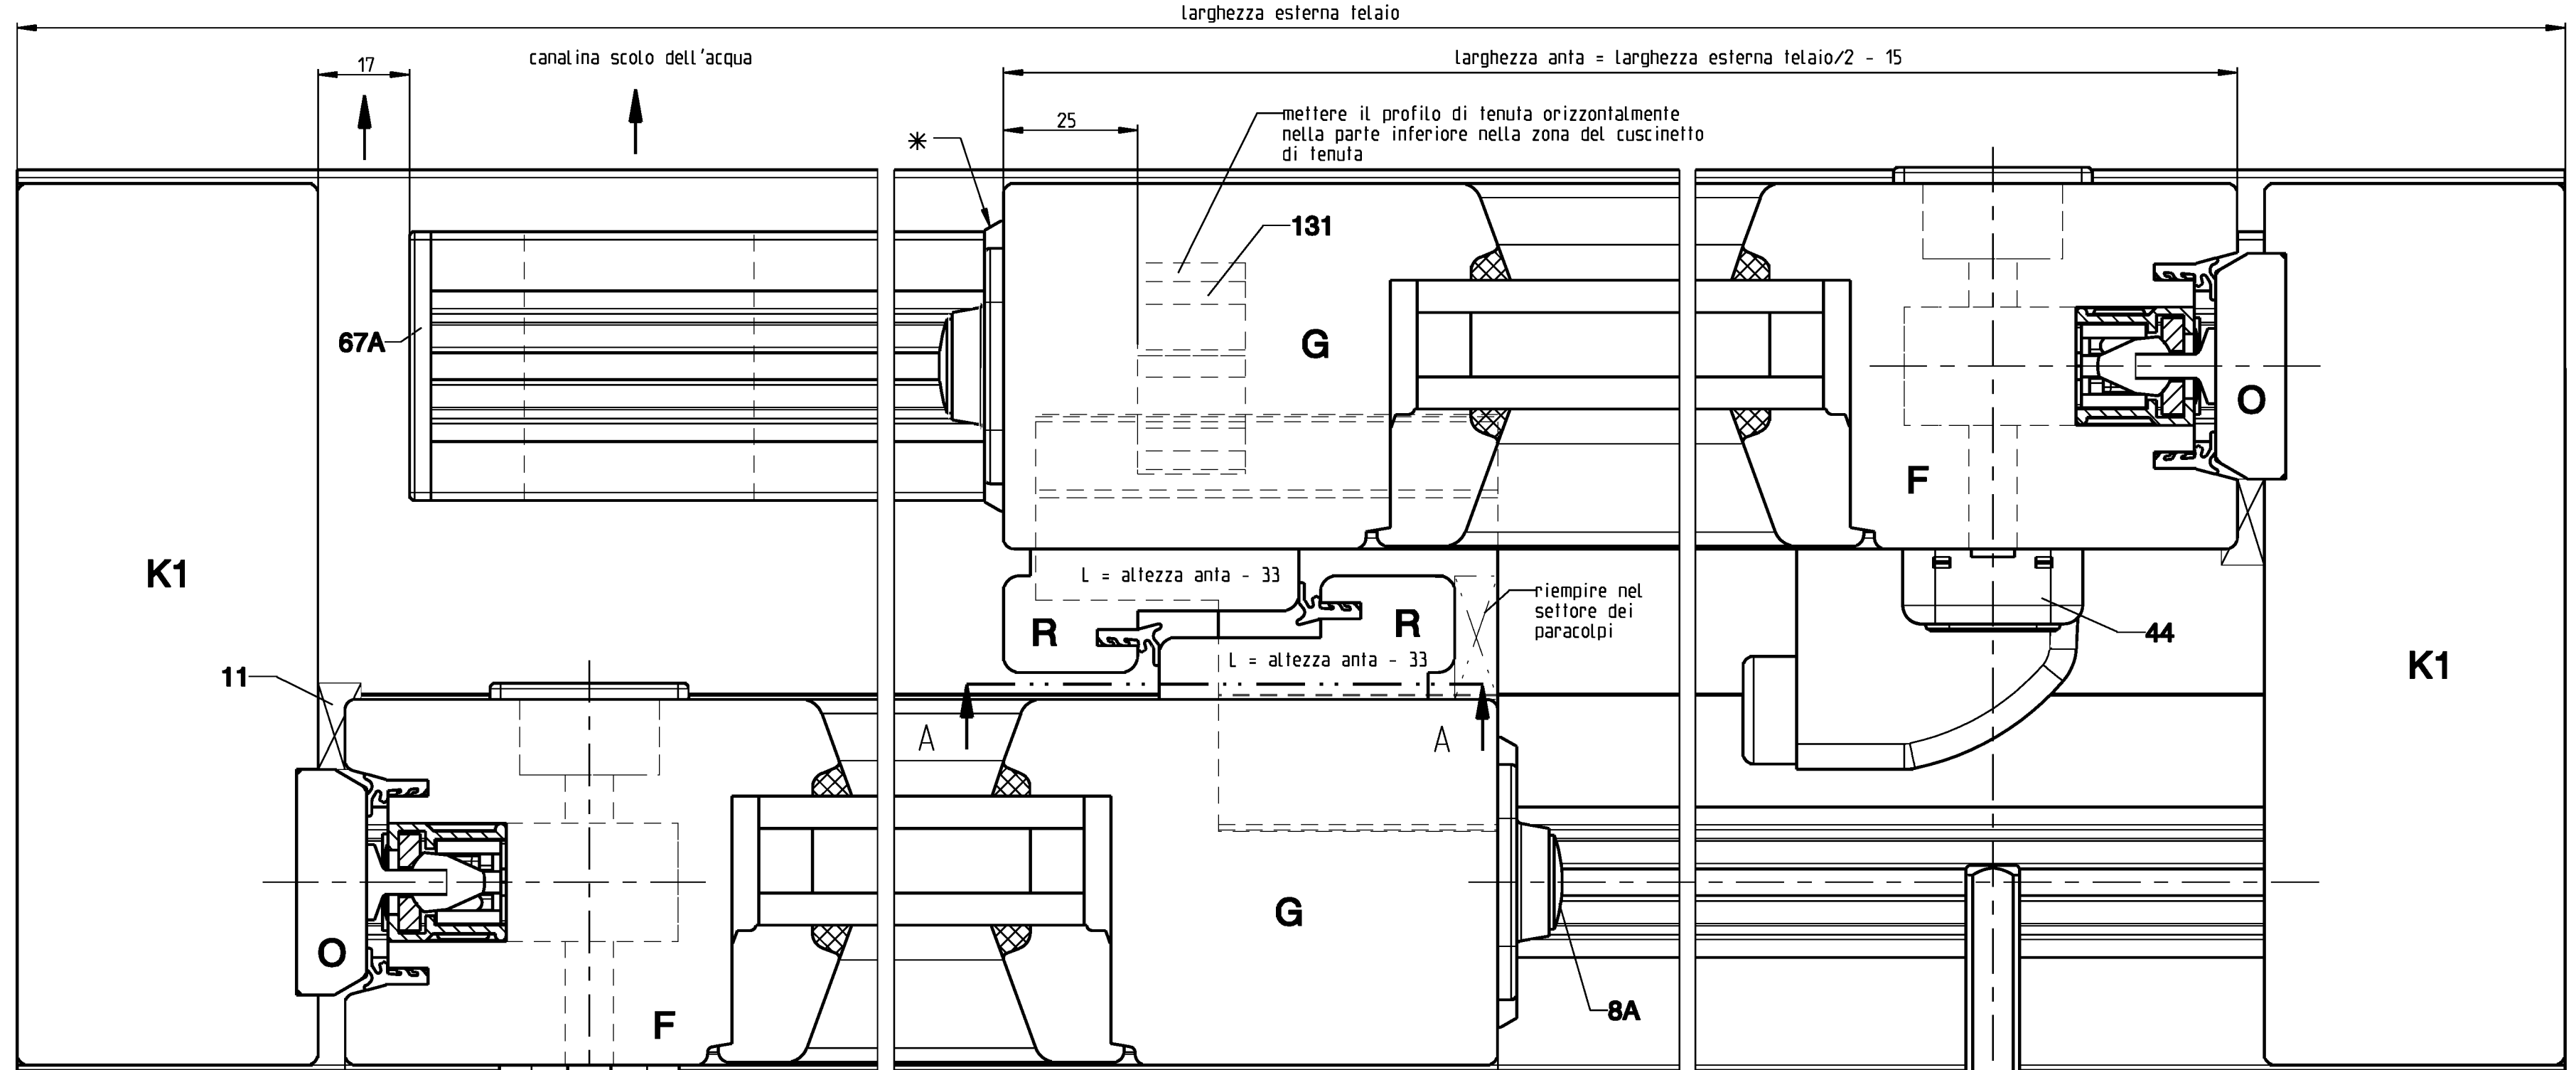 larghezza esterna telaio
canalina scolo dell'acqua
larghezza anta = larghezza esterna telaio/2 - 15
17
mettere il profilo di tenuta orizzontalmente
nella parte inferiore nella zona del cuscinetto
di tenuta
25
*
131
67A
G
O
F
K1
L = altezza anta - 33
riempire nel
settore dei
paracolpi
R
R
44
L = altezza anta - 33
K1
11
A
A
G
O
8A
F